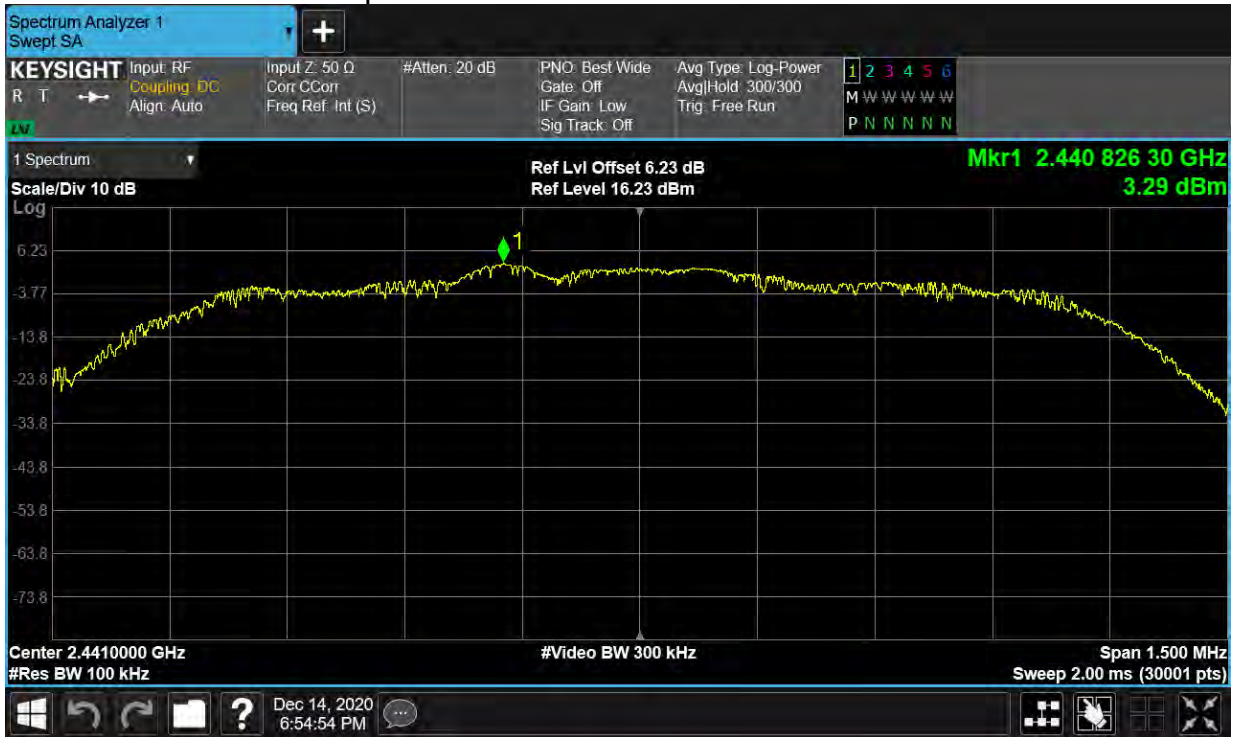 Spectrum Analyzer 1
Swept SA
+
KEYSIGHT Input: RF
R T Coupling: DC
Align: Auto
LXI
Input Z: 50 Ω
Corr CCorr
Freq Ref: Int (S)
#Atten: 20 dB
PNO: Best Wide
Gate: Off
IF Gain: Low
Sig Track: Off
Avg Type: Log-Power
Avg|Hold: 300/300
Trig: Free Run
1 2 3 4 5 6
M W W W W W W
P N N N N N N
1 Spectrum
Scale/Div 10 dB
Log
Ref Lvl Offset 6.23 dB
Ref Level 16.23 dBm
Mkr1 2.440 826 30 GHz
3.29 dBm
1
6.23
-3.77
-13.8
-23.8
-33.8
-43.8
-53.8
-63.8
-73.8
Center 2.4410000 GHz
#Res BW 100 kHz
#Video BW 300 kHz
Span 1.500 MHz
Sweep 2.00 ms (30001 pts)
?
Dec 14, 2020
6:54:54 PM